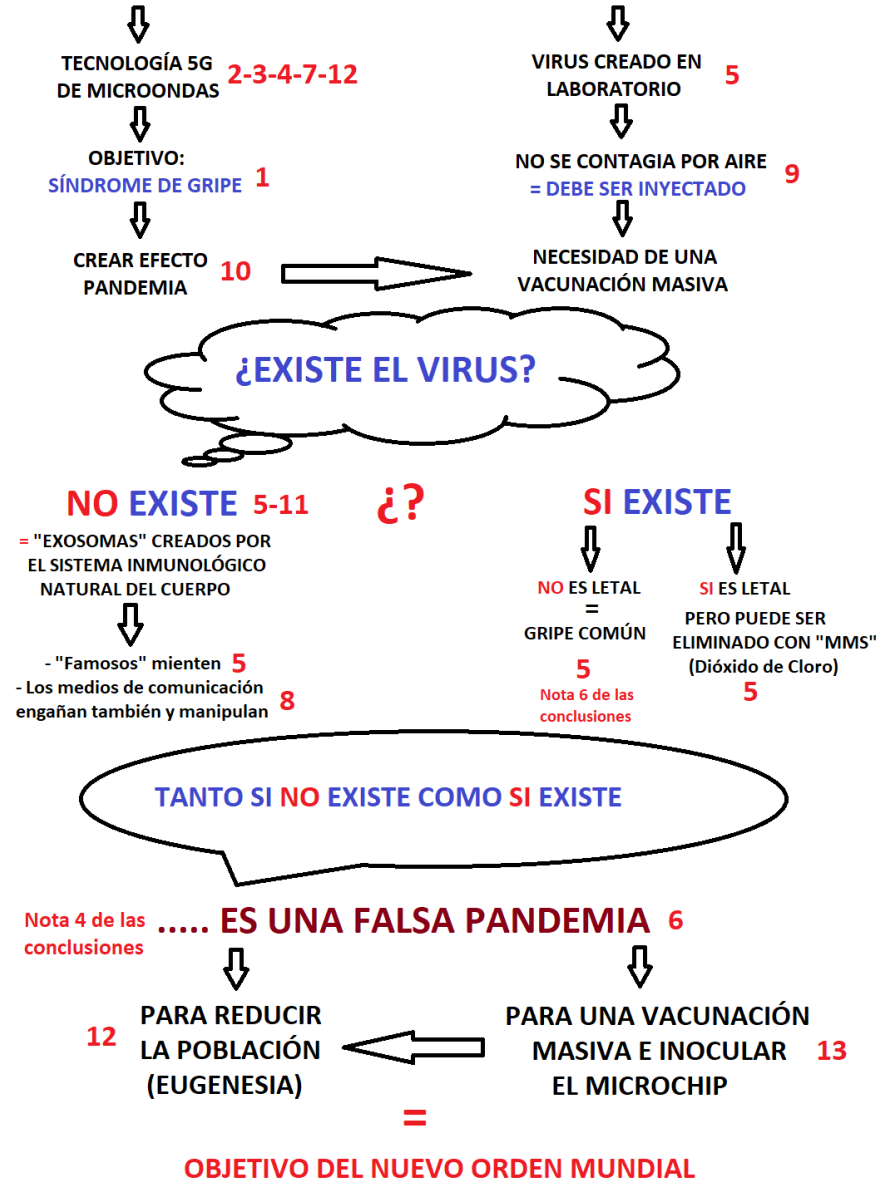 TECNOLOGÍA 5G
DE MICROONDAS
2-3-4-7-12
OBJETIVO:
SÍNDROME DE GRIPE
1
CREAR EFECTO
PANDEMIA
10
VIRUS CREADO EN
LABORATORIO
5
NO SE CONTAGIA POR AIRE
= DEBE SER INYECTADO
9
NECESIDAD DE UNA
VACUNACIÓN MASIVA
¿EXISTE EL VIRUS?
NO EXISTE 5-11
= "EXOSOMAS" CREADOS POR
EL SISTEMA INMUNOLÓGICO
NATURAL DEL CUERPO
- "Famosos" mienten 5
- Los medios de comunicación
engañan también y manipulan 8
¿?
SI EXISTE
NO ES LETAL
=
GRIPE COMÚN
5
Nota 6 de las
conclusiones
SI ES LETAL
PERO PUEDE SER
ELIMINADO CON "MMS"
(Dióxido de Cloro)
5
TANTO SI NO EXISTE COMO SI EXISTE
Nota 4 de las
conclusiones
..... ES UNA FALSA PANDEMIA 6
12
PARA REDUCIR
LA POBLACIÓN
(EUGENESIA)
PARA UNA VACUNACIÓN
MASIVA E INOCULAR
EL MICROCHIP
13
=
OBJETIVO DEL NUEVO ORDEN MUNDIAL